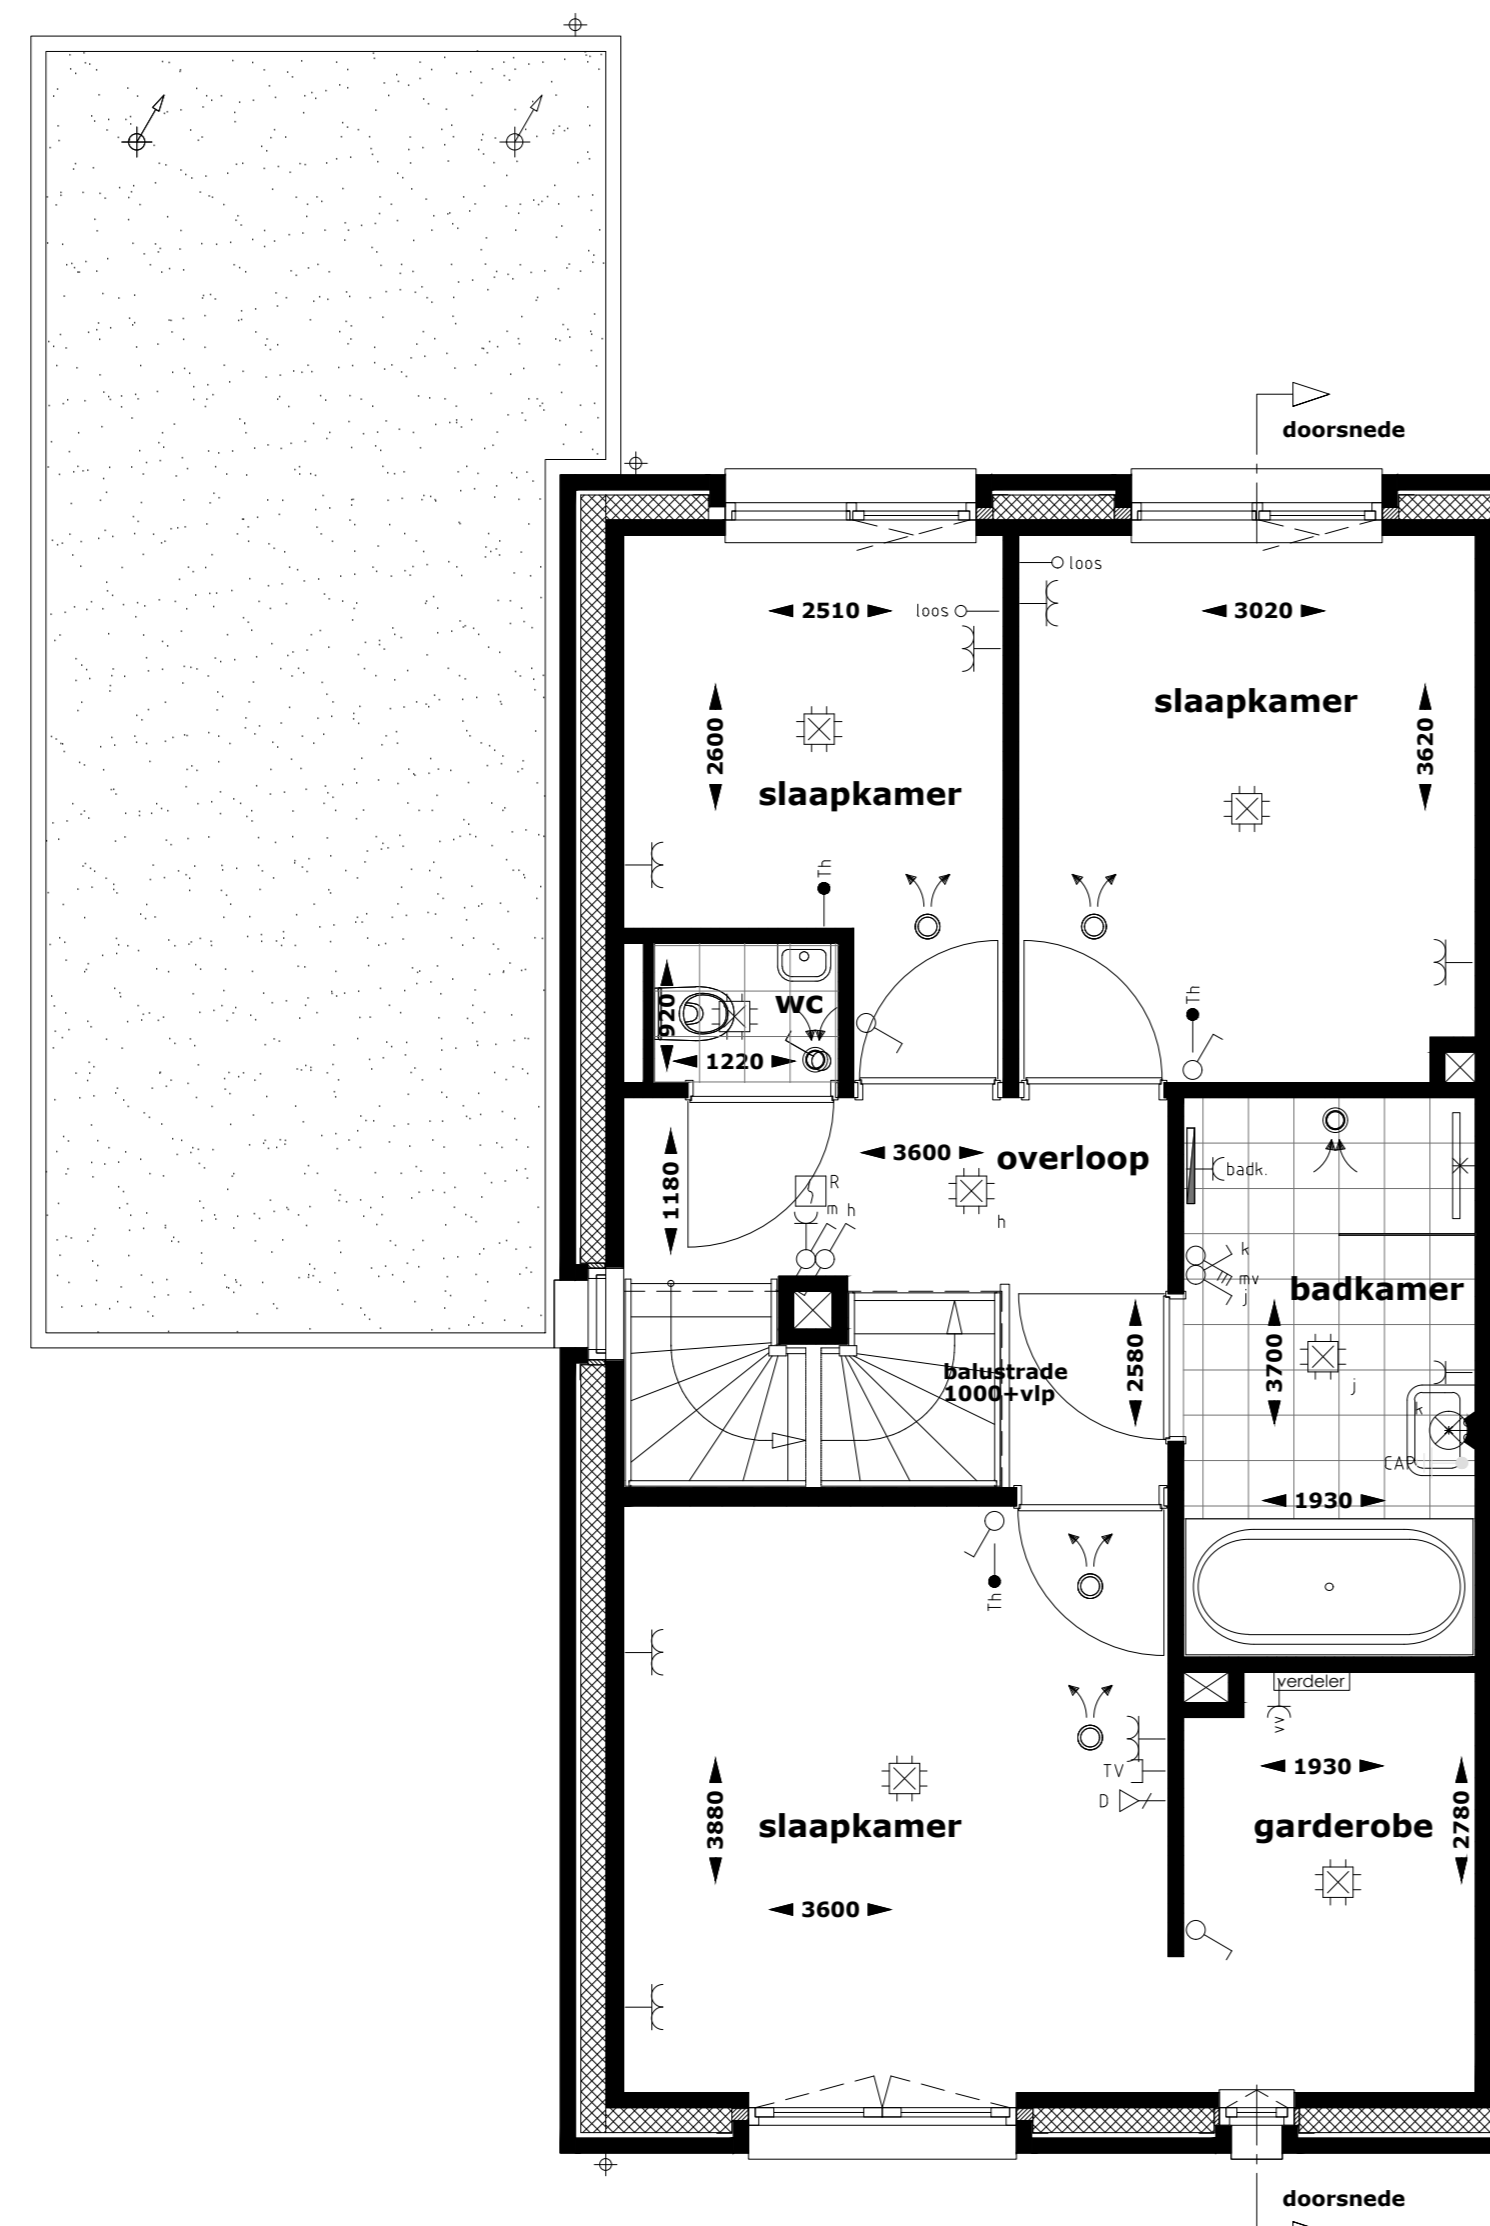 doorsnede
loos
2510
loos
3020
slaapkamer
2600
3620
slaapkamer
Th
Th
wc
920
1220
3600
overloop
1180
R
m h
h
badk.
k
mv
j
badkamer
2580
3700
balustrade
1000+vlp
j
k
CAP
1930
Th
verdeler
vv
TV
D
1930
3880
slaapkamer
garderobe
2780
3600
doorsnede